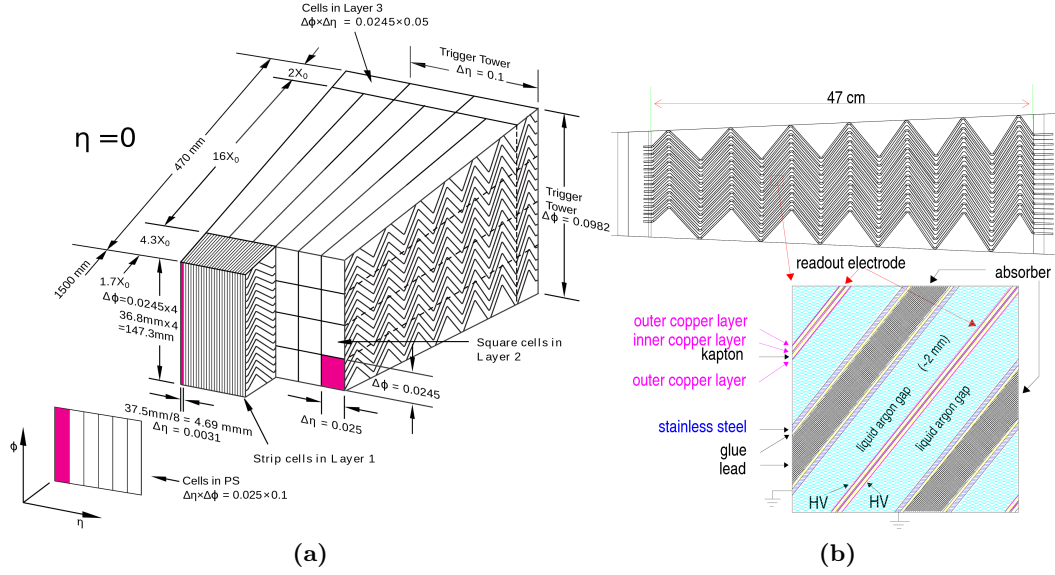 Cells in Layer 3
Δϕ×Δη = 0.0245×0.05
Trigger Tower
Δη = 0.1
2X₀
η =0
470 mm
16X₀
Trigger
Tower
Δϕ = 0.0982
4.3X₀
1500 mm
1.7X₀
Δϕ=0.0245x4
36.8mmx4
=147.3mm
Square cells in
Layer 2
Δϕ = 0.0245
37.5mm/8 = 4.69 mmm
Δη = 0.0031
Δη = 0.025
Strip cells in Layer 1
ϕ
η
Cells in PS
Δη×Δϕ = 0.025×0.1
(a)
47 cm
readout electrode
absorber
outer copper layer
inner copper layer
kapton
outer copper layer
stainless steel
glue
lead
(~2 mm)
liquid argon gap
liquid argon gap
HV
HV
(b)